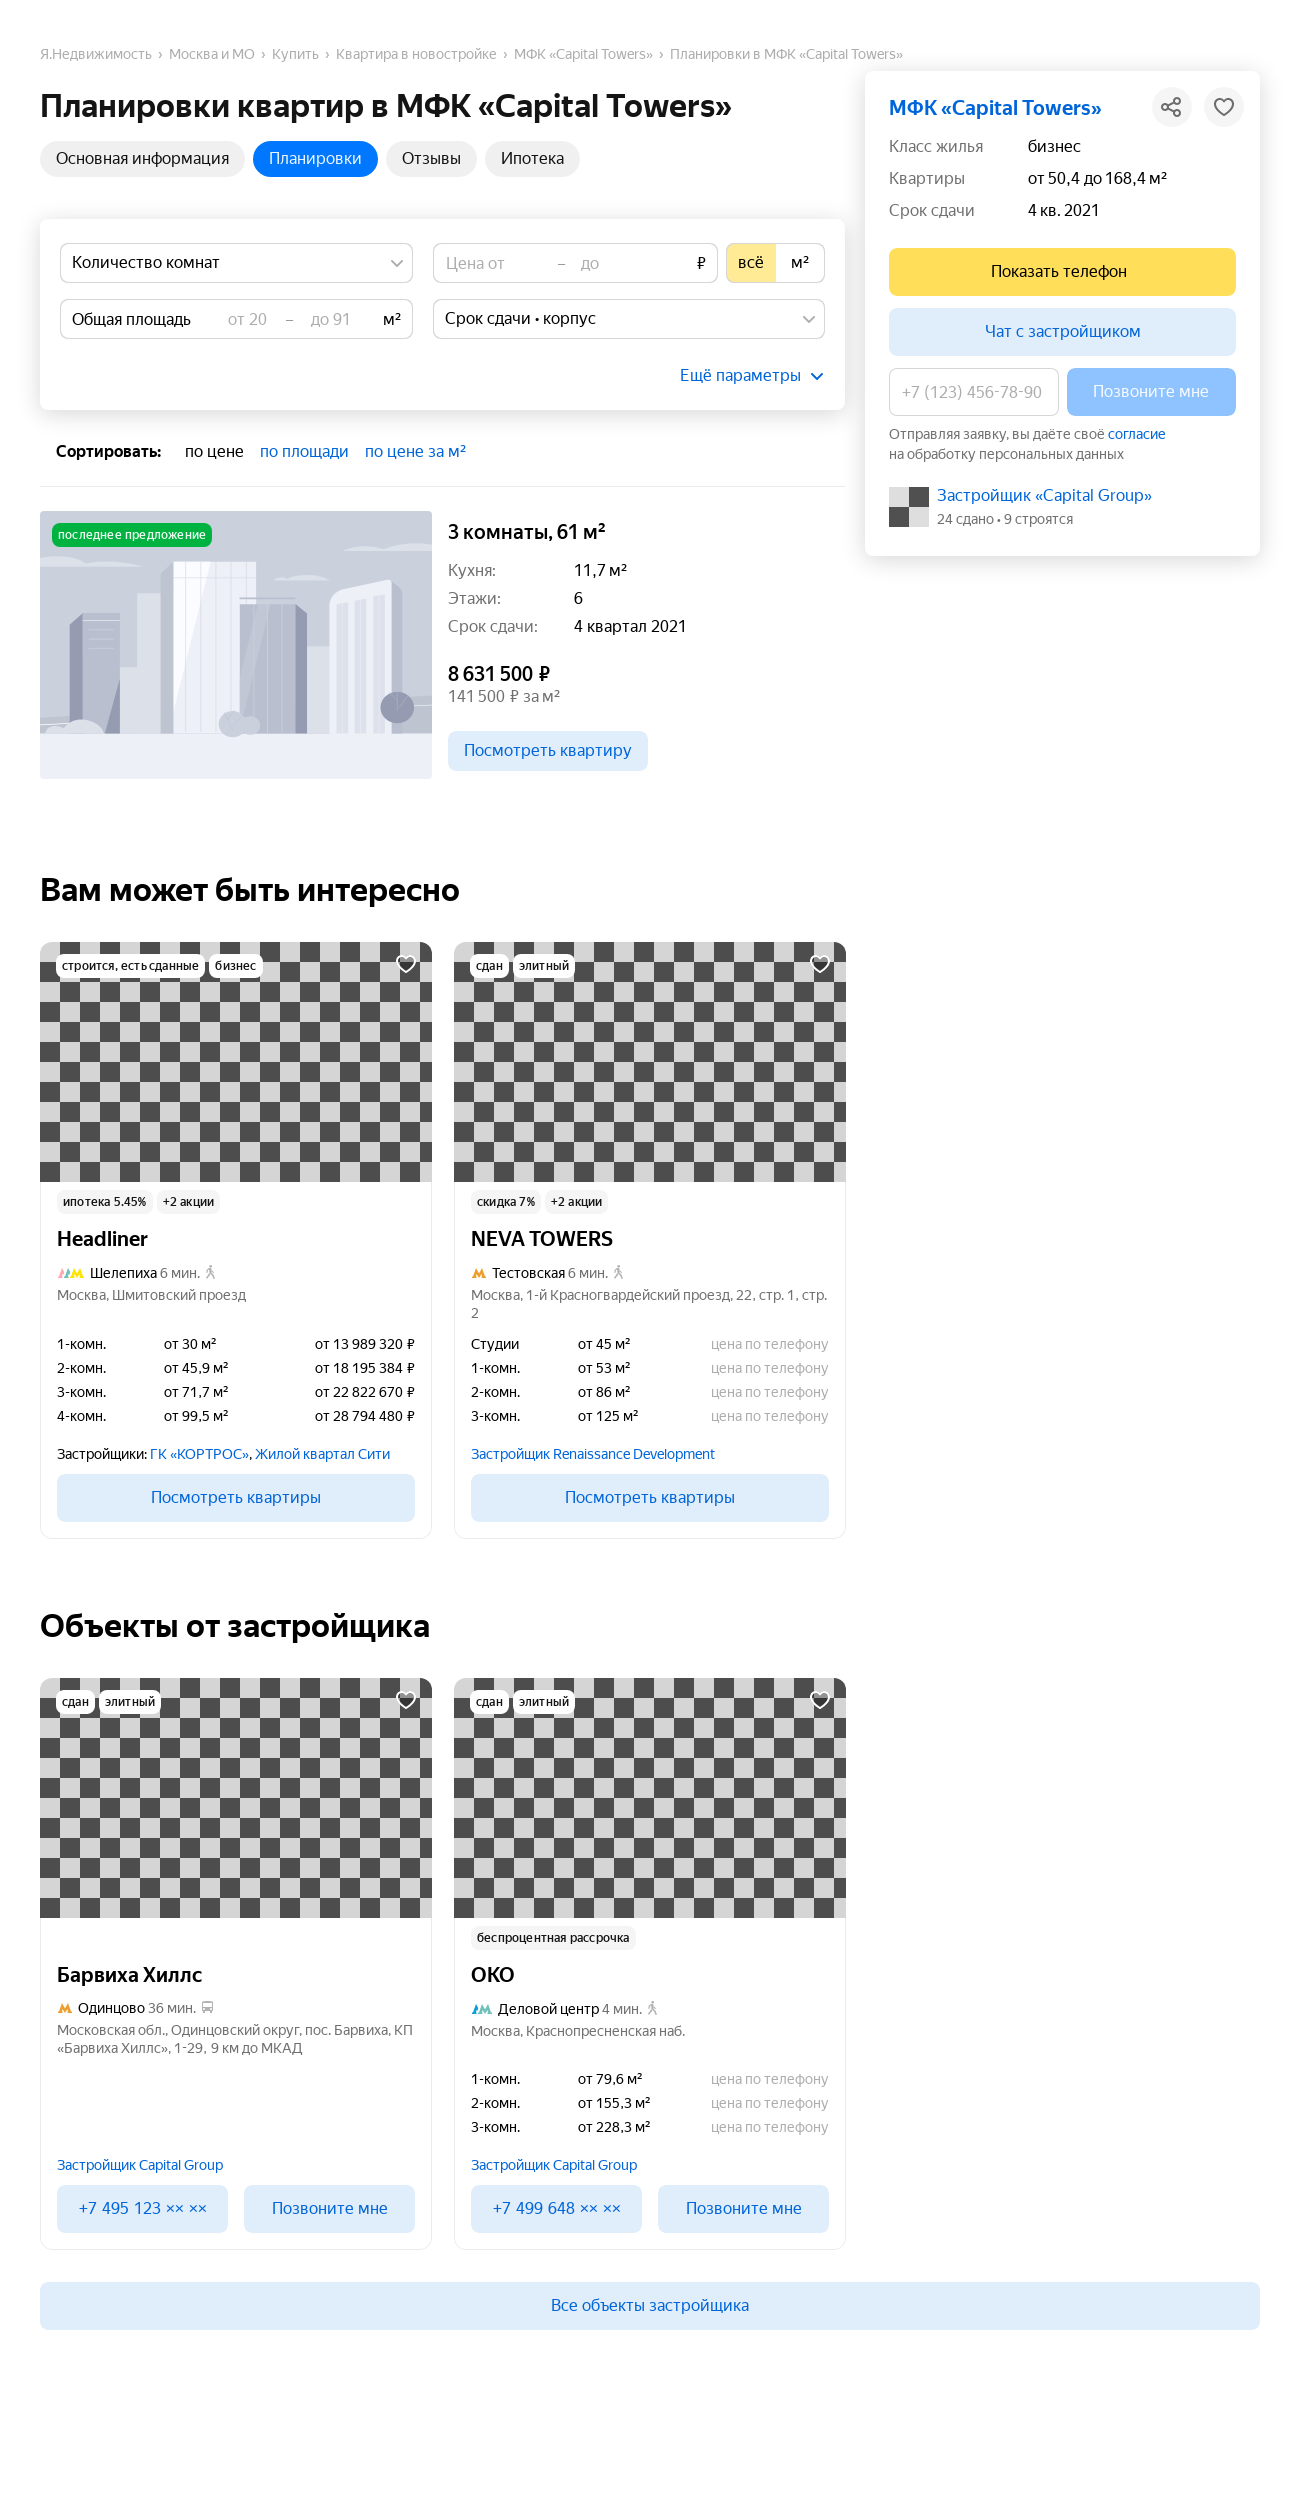 Я.Недвижимость › Москва и МО › Купить › Квартира в новостройке › МФК «Capital Towers» › Планировки в МФК «Capital Towers»
Планировки квартир в МФК «Capital Towers»
Основная информация Планировки Отзывы Ипотека
Количество комнат Цена от – до ₽ всё м²
Общая площадь от 20 – до 91 м² Срок сдачи • корпус
Ещё параметры
Сортировать: по цене по площади по цене за м²
последнее предложение
3 комнаты, 61 м²
Кухня: 11,7 м²
Этажи: 6
Срок сдачи: 4 квартал 2021
8 631 500 ₽
141 500 ₽ за м²
Посмотреть квартиру
МФК «Capital Towers»
Класс жилья бизнес
Квартиры от 50,4 до 168,4 м²
Срок сдачи 4 кв. 2021
Показать телефон
Чат с застройщиком
+7 (123) 456-78-90 Позвоните мне
Отправляя заявку, вы даёте своё согласие
на обработку персональных данных
Застройщик «Capital Group»
24 сдано • 9 строятся
Вам может быть интересно
строится, есть сданные бизнес
ипотека 5.45% +2 акции
Headliner
Шелепиха 6 мин.
Москва, Шмитовский проезд
1-комн. от 30 м² от 13 989 320 ₽
2-комн. от 45,9 м² от 18 195 384 ₽
3-комн. от 71,7 м² от 22 822 670 ₽
4-комн. от 99,5 м² от 28 794 480 ₽
Застройщики: ГК «КОРТРОС», Жилой квартал Сити
Посмотреть квартиры
сдан элитный
скидка 7% +2 акции
NEVA TOWERS
Тестовская 6 мин.
Москва, 1-й Красногвардейский проезд, 22, стр. 1, стр.
2
Студии от 45 м² цена по телефону
1-комн. от 53 м² цена по телефону
2-комн. от 86 м² цена по телефону
3-комн. от 125 м² цена по телефону
Застройщик Renaissance Development
Посмотреть квартиры
Объекты от застройщика
сдан элитный
Барвиха Хиллс
Одинцово 36 мин.
Московская обл., Одинцовский округ, пос. Барвиха, КП
«Барвиха Хиллс», 1-29, 9 км до МКАД
Застройщик Capital Group
+7 495 123 ×× ×× Позвоните мне
сдан элитный
беспроцентная рассрочка
ОКО
Деловой центр 4 мин.
Москва, Краснопресненская наб.
1-комн. от 79,6 м² цена по телефону
2-комн. от 155,3 м² цена по телефону
3-комн. от 228,3 м² цена по телефону
Застройщик Capital Group
+7 499 648 ×× ×× Позвоните мне
Все объекты застройщика